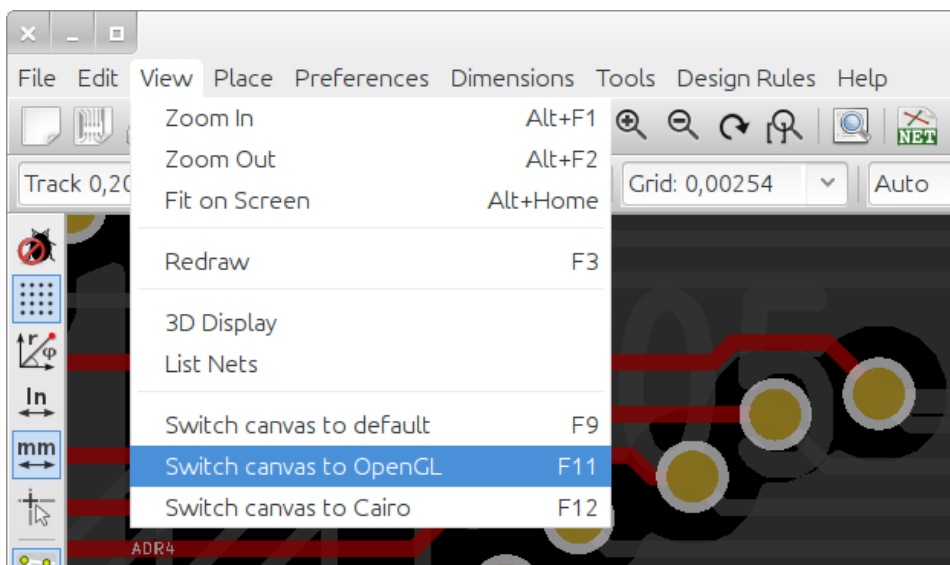 File Edit View Place Preferences Dimensions Tools Design Rules Help
Zoom In Alt+F1
NET
Zoom Out Alt+F2
Track 0,20 Grid: 0,00254 Auto
Fit on Screen Alt+Home
Redraw F3
3D Display
List Nets
In
Switch canvas to default F9
mm
Switch canvas to OpenGL F11
Switch canvas to Cairo F12
ADR4